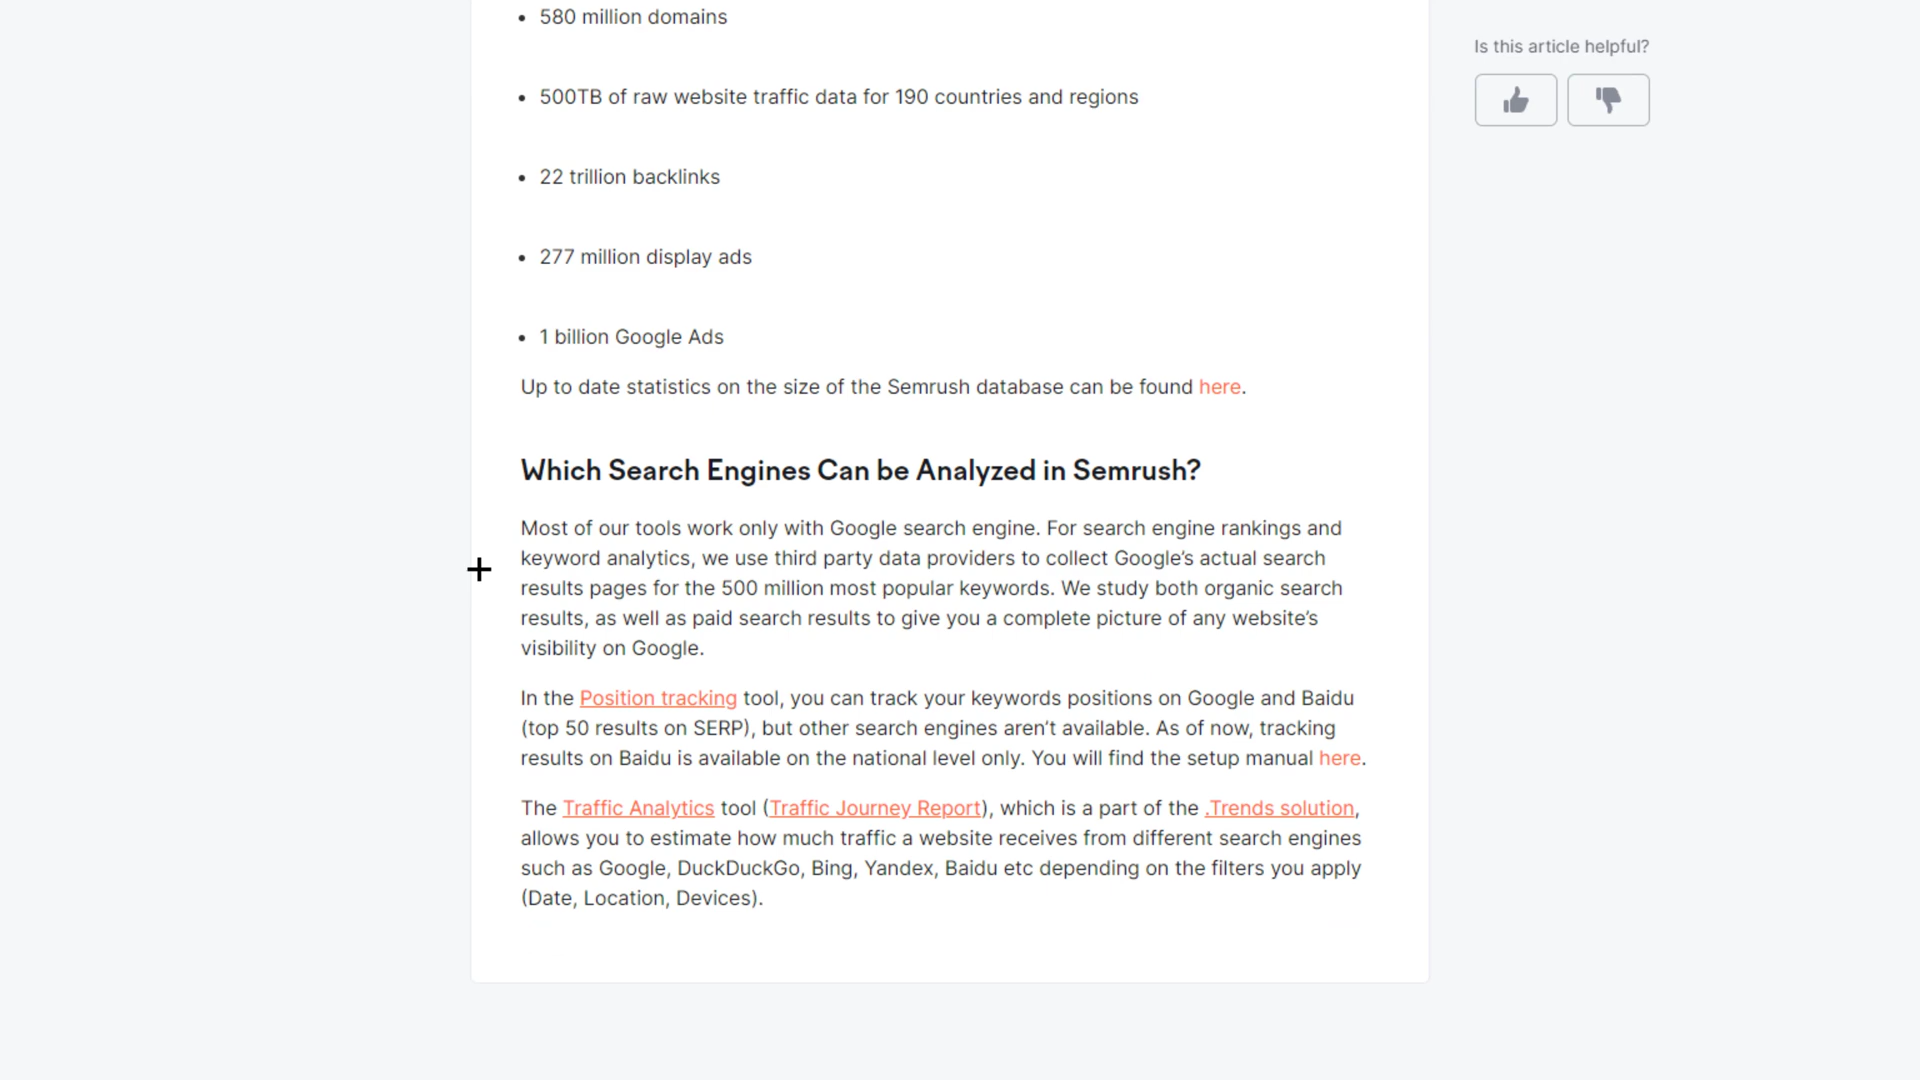 580 million domains
Is this article helpful?
500TB of raw website traffic data for 190 countries and regions
22 trillion backlinks
277 million display ads
1 billion Google Ads
Up to date statistics on the size of the Semrush database can be found here.
Which Search Engines Can be Analyzed in Semrush?
Most of our tools work only with Google search engine. For search engine rankings and
keyword analytics, we use third party data providers to collect Google’s actual search
results pages for the 500 million most popular keywords. We study both organic search
results, as well as paid search results to give you a complete picture of any website’s
visibility on Google.
In the Position tracking tool, you can track your keywords positions on Google and Baidu
(top 50 results on SERP), but other search engines aren’t available. As of now, tracking
results on Baidu is available on the national level only. You will find the setup manual here.
The Traffic Analytics tool (Traffic Journey Report), which is a part of the .Trends solution,
allows you to estimate how much traffic a website receives from different search engines
such as Google, DuckDuckGo, Bing, Yandex, Baidu etc depending on the filters you apply
(Date, Location, Devices).